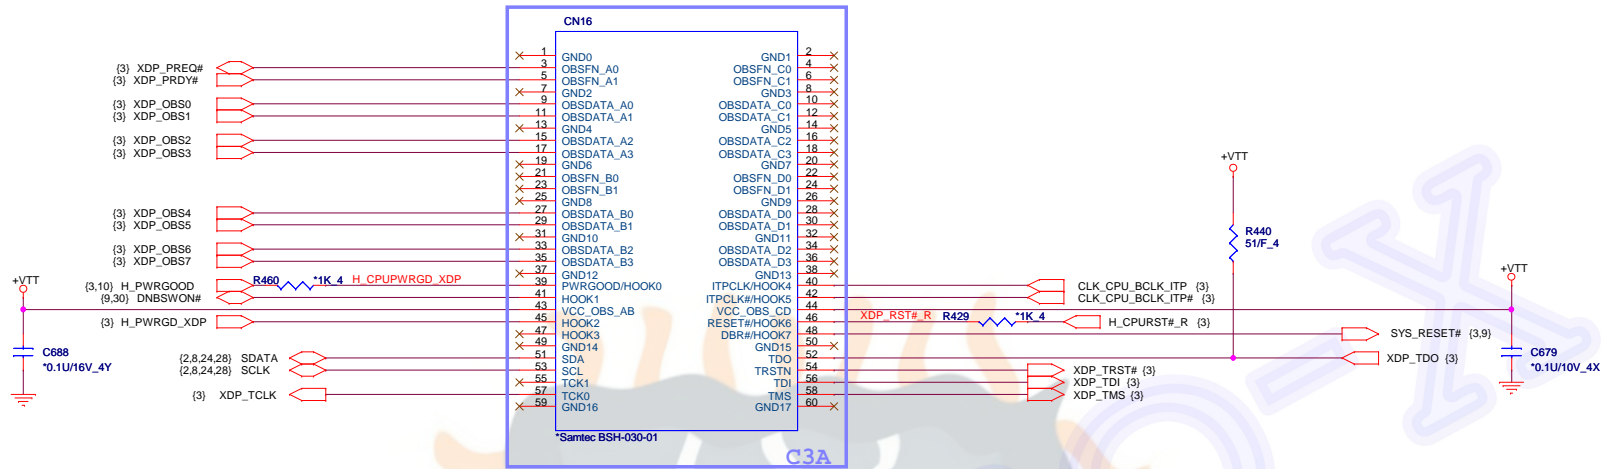 CN16
1 GND0 GND1 2
{3} XDP_PREQ# 3 OBSFN_A0 OBSFN_C0 4
{3} XDP_PRDY# 5 OBSFN_A1 OBSFN_C1 6
7 GND2 GND3 8
{3} XDP_OBS0 9 OBSDATA_A0 OBSDATA_C0 10
{3} XDP_OBS1 11 OBSDATA_A1 OBSDATA_C1 12
13 GND4 GND5 14
{3} XDP_OBS2 15 OBSDATA_A2 OBSDATA_C2 16
{3} XDP_OBS3 17 OBSDATA_A3 OBSDATA_C3 18
19 GND6 GND7 20
+VTT
21 OBSFN_B0 OBSFN_D0 22
23 OBSFN_B1 OBSFN_D1 24
25 GND8 GND9 26
{3} XDP_OBS4 27 OBSDATA_B0 OBSDATA_D0 28
{3} XDP_OBS5 29 OBSDATA_B1 OBSDATA_D1 30
R440
51/F_4
31 GND10 GND11 32
{3} XDP_OBS6 33 OBSDATA_B2 OBSDATA_D2 34
{3} XDP_OBS7 35 OBSDATA_B3 OBSDATA_D3 36
37 GND12 GND13 38
+VTT +VTT
{3,10} H_PWRGOOD R460 *1K_4 H_CPUPWRGD_XDP 39 PWRGOOD/HOOK0 ITPCLK/HOOK4 40 CLK_CPU_BCLK_ITP {3}
{9,30} DNBSWON# 41 HOOK1 ITPCLK#/HOOK5 42 CLK_CPU_BCLK_ITP# {3}
43 VCC_OBS_AB VCC_OBS_CD 44
{3} H_PWRGD_XDP 45 HOOK2 RESET#/HOOK6 46 XDP_RST#_R R429 *1K_4 H_CPURST#_R {3}
47 HOOK3 DBR#/HOOK7 48 SYS_RESET# {3,9}
49 GND14 GND15 50
C688
*0.1U/16V_4Y
{2,8,24,28} SDATA 51 SDA TDO 52 XDP_TDO {3}
C679
*0.1U/10V_4X
{2,8,24,28} SCLK 53 SCL TRSTN 54 XDP_TRST# {3}
55 TCK1 TDI 56 XDP_TDI {3}
{3} XDP_TCLK 57 TCK0 TMS 58 XDP_TMS {3}
59 GND16 GND17 60
*Samtec BSH-030-01
C3A